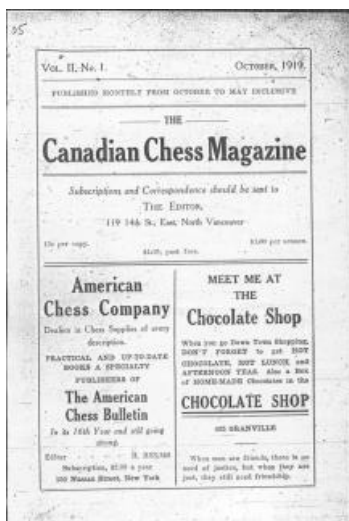 05
VOL. II, No. 1. OCTOBER, 1919.
PUBLISHED MONTHLY FROM OCTOBER TO MAY INCLUSIVE
THE
Canadian Chess Magazine
Subscriptions and Correspondence should be sent to
THE EDITOR,
119 14th St., East, North Vancouver
15c per copy. $1.00 per season.
post free.
American
Chess Company
Dealers in Chess Supplies of every
description.
PRACTICAL AND UP-TO-DATE
BOOKS A SPECIALTY
PUBLISHERS OF
The American
Chess Bulletin
In its 16th Year and still going
strong.
Editor H. HELMS
Subscription, a year
150 Nassau Street, New York
MEET ME AT
THE
Chocolate Shop
When you go Down Town Shopping,
DON'T FORGET to get HOT
CHOCOLATE, HOT LUNCH and
AFTERNOON TEAS. Also a Box
of HOME-MADE Chocolates in the
CHOCOLATE SHOP
GRANVILLE
When men are friends, there is no
need of justice, but when they are
just, they still need friendship.